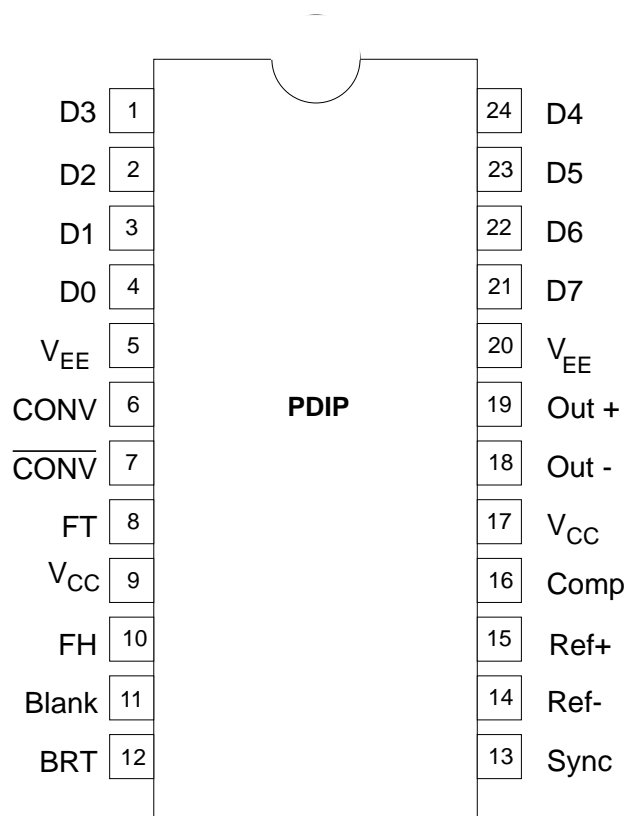 D3 1 24 D4
D2 2 23 D5
D1 3 22 D6
D0 4 21 D7
VEE 5 20 VEE
CONV 6 PDIP 19 Out +
CONV 7 18 Out -
FT 8 17 VCC
VCC 9 16 Comp
FH 10 15 Ref+
Blank 11 14 Ref-
BRT 12 13 Sync